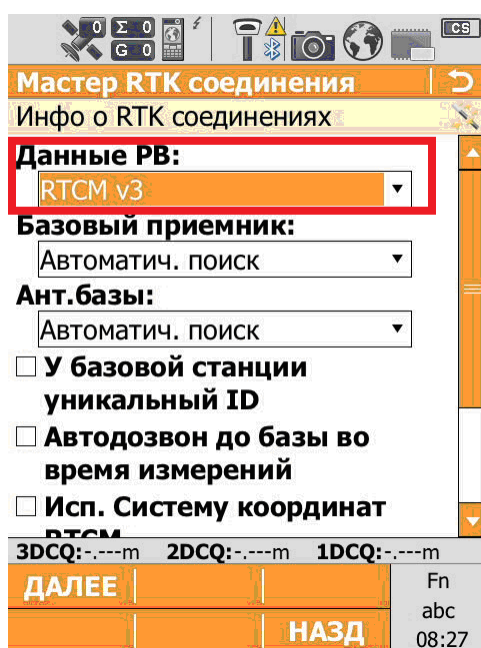 0 Σ 0
G 0
CS
Мастер RTK соединения
Инфо о RTK соединениях
Данные РВ:
RTCM v3
Базовый приемник:
Автоматич. поиск
Ант.базы:
Автоматич. поиск
У базовой станции
уникальный ID
Автодозвон до базы во
время измерений
Исп. Систему координат
RTCM
3DCQ:-.---m 2DCQ:-.---m 1DCQ:-.---m
ДАЛЕЕ
Fn
abc
НАЗД
08:27